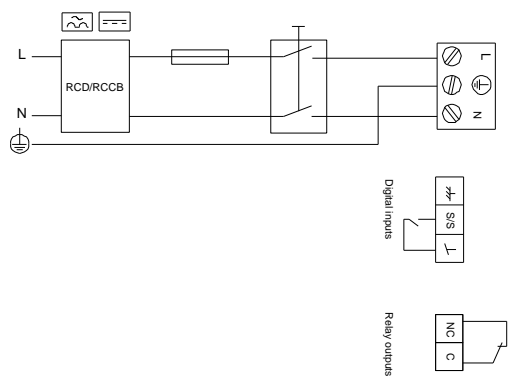 L
RCD/RCCB
N
L
N
Digital inputs
S/S
Relay outputs
NC
C